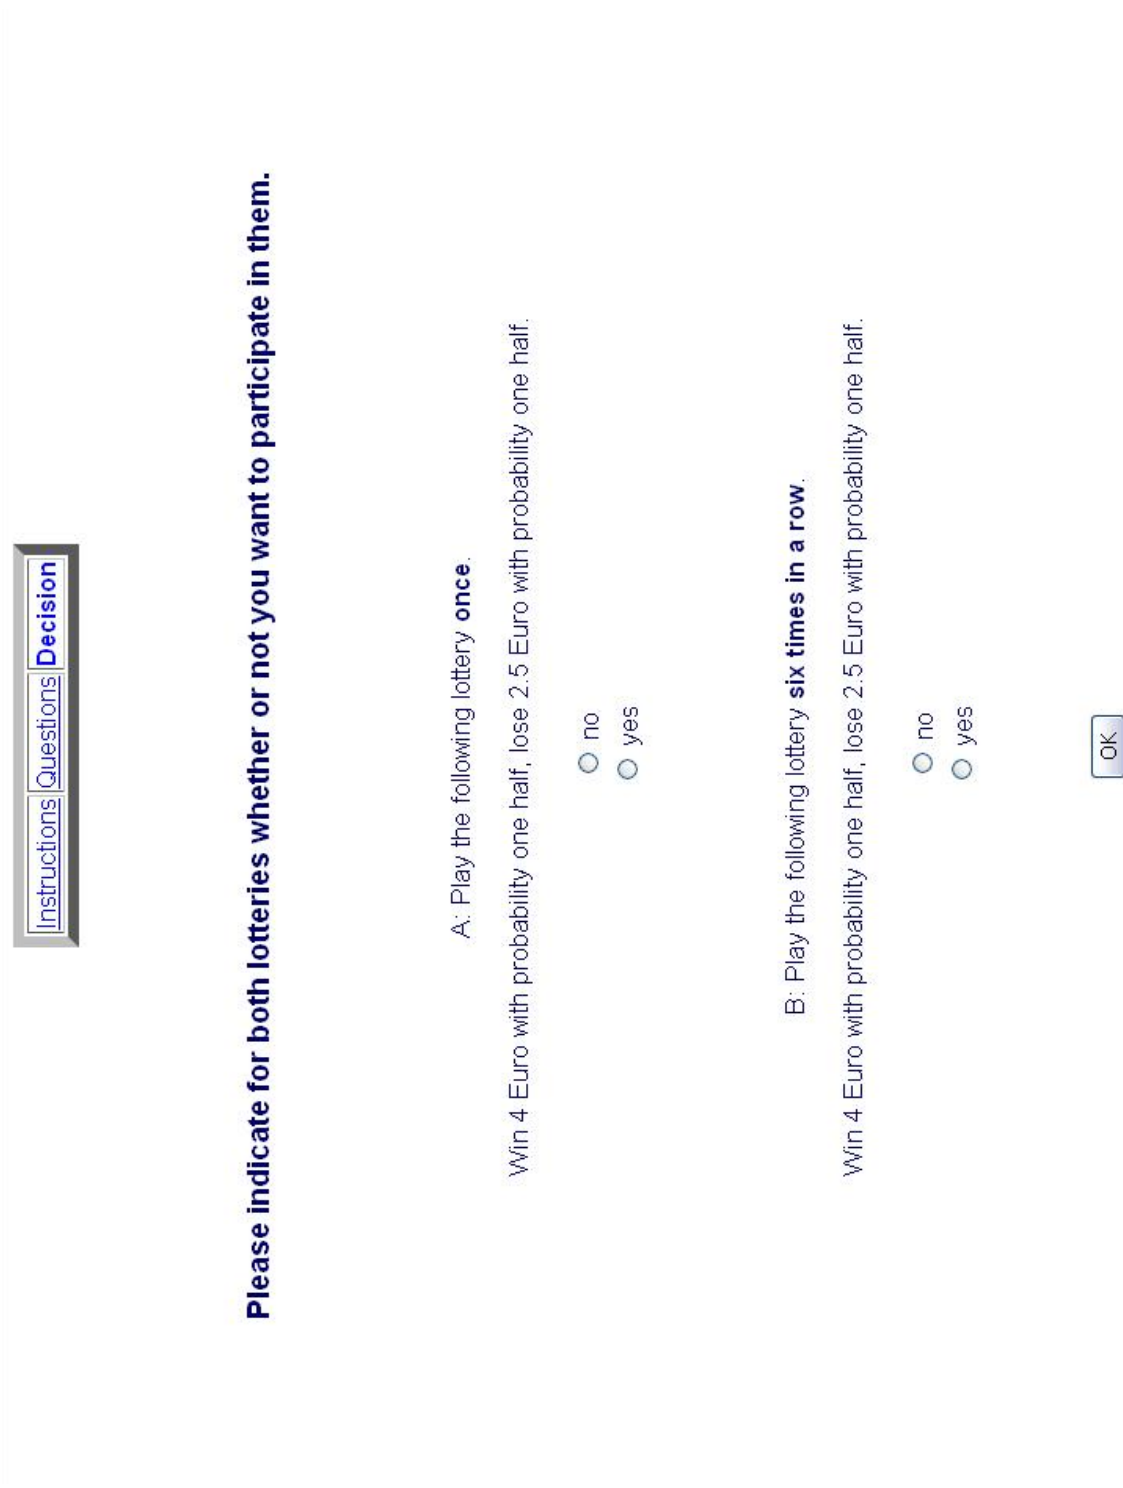 Instructions Questions Decision
Please indicate for both lotteries whether or not you want to participate in them.
A: Play the following lottery once.
Win 4 Euro with probability one half, lose 2.5 Euro with probability one half.
no
yes
B: Play the following lottery six times in a row.
Win 4 Euro with probability one half, lose 2.5 Euro with probability one half.
no
yes
OK